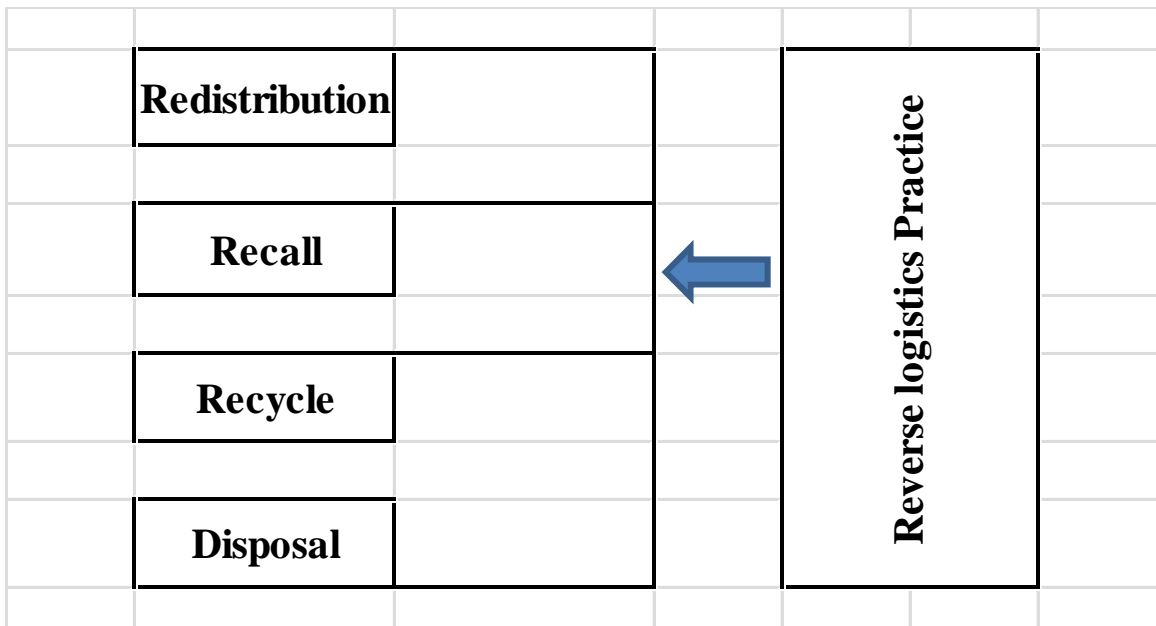 Redistribution
Recall
Recycle
Disposal
Reverse logistics Practice